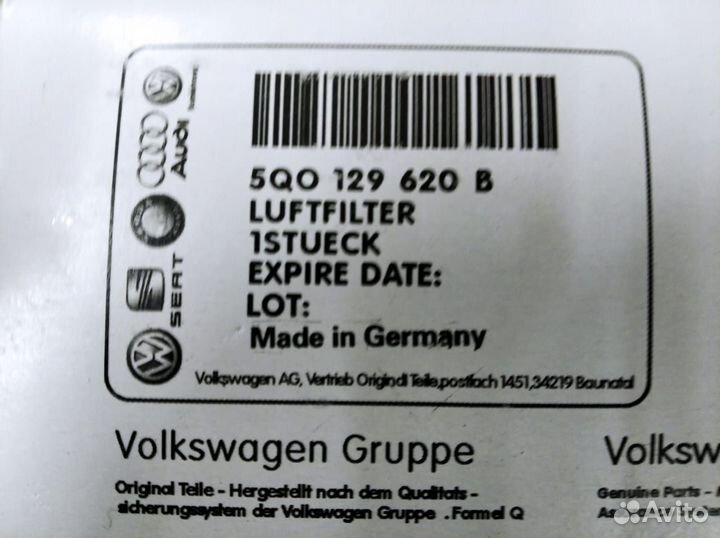 Audi
SEAT
5QO 129 620 B
LUFTFILTER
1STUECK
EXPIRE DATE:
LOT:
Made in Germany
Volkswagen AG, Vertrieb Origindl Teile,postfach 1451,34219 Baunatal
Volkswagen Gruppe
Original Teile - Hergestellt nach dem Qualitats -
sicherungssystem der Volkswagen Gruppe .Formel Q
Volksw
Genuine Parts -
Avito